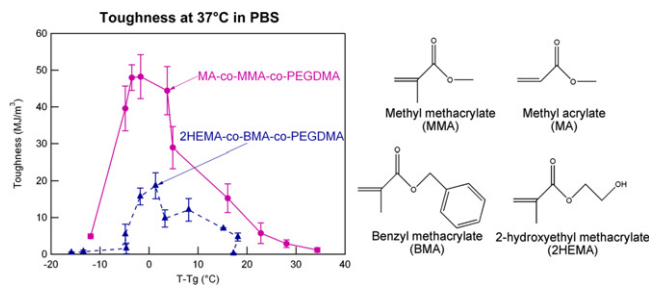 Toughness at 37°C in PBS
Toughness (MJ/m³)
60
50
40
30
20
10
0
-20
-10
0
10
20
30
40
T-Tg (°C)
MA-co-MMA-co-PEGDMA
2HEMA-co-BMA-co-PEGDMA
O
O
Methyl methacrylate
(MMA)
O
O
Methyl acrylate
(MA)
O
O
Benzyl methacrylate
(BMA)
O
O
OH
2-hydroxyethyl methacrylate
(2HEMA)